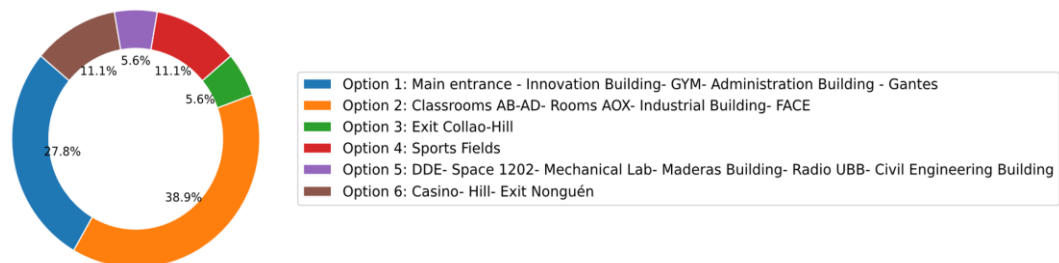 5.6%
11.1%
11.1%
5.6%
27.8%
38.9%
Option 1: Main entrance - Innovation Building- GYM- Administration Building - Gantes
Option 2: Classrooms AB-AD- Rooms AOX- Industrial Building- FACE
Option 3: Exit Collao-Hill
Option 4: Sports Fields
Option 5: DDE- Space 1202- Mechanical Lab- Maderas Building- Radio UBB- Civil Engineering Building
Option 6: Casino- Hill- Exit Nonguén